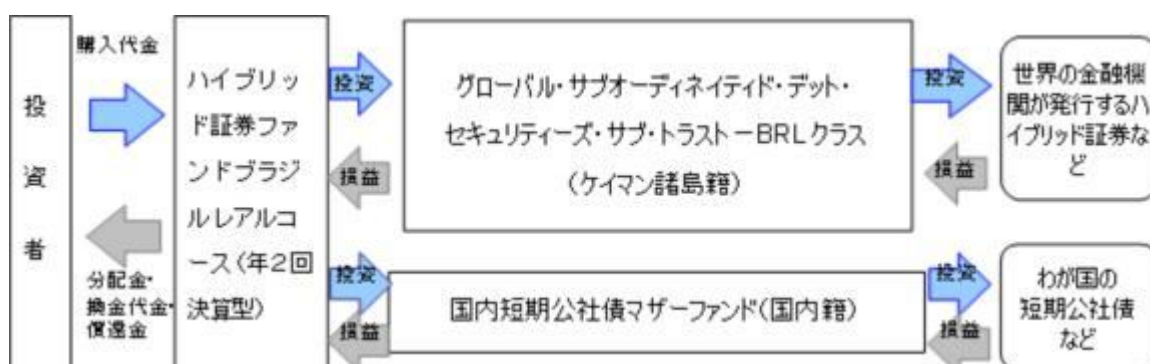 投
資
者
購入代金
分配金・
換金代金・
償還金
ハイブリッ
ド証券ファ
ンドブラジ
ルレアルコ
ース(年2回
決算型)
投資
損益
グローバル・サブオーディネイティド・デット・
セキュリティーズ・サブ・トラスト－BRLクラス
(ケイマン諸島籍)
投資
損益
世界の金融機
関が発行するハ
イブリッド証券な
ど
投資
損益
国内短期公社債マザーファンド(国内籍)
投資
損益
わが国の
短期公社債
など